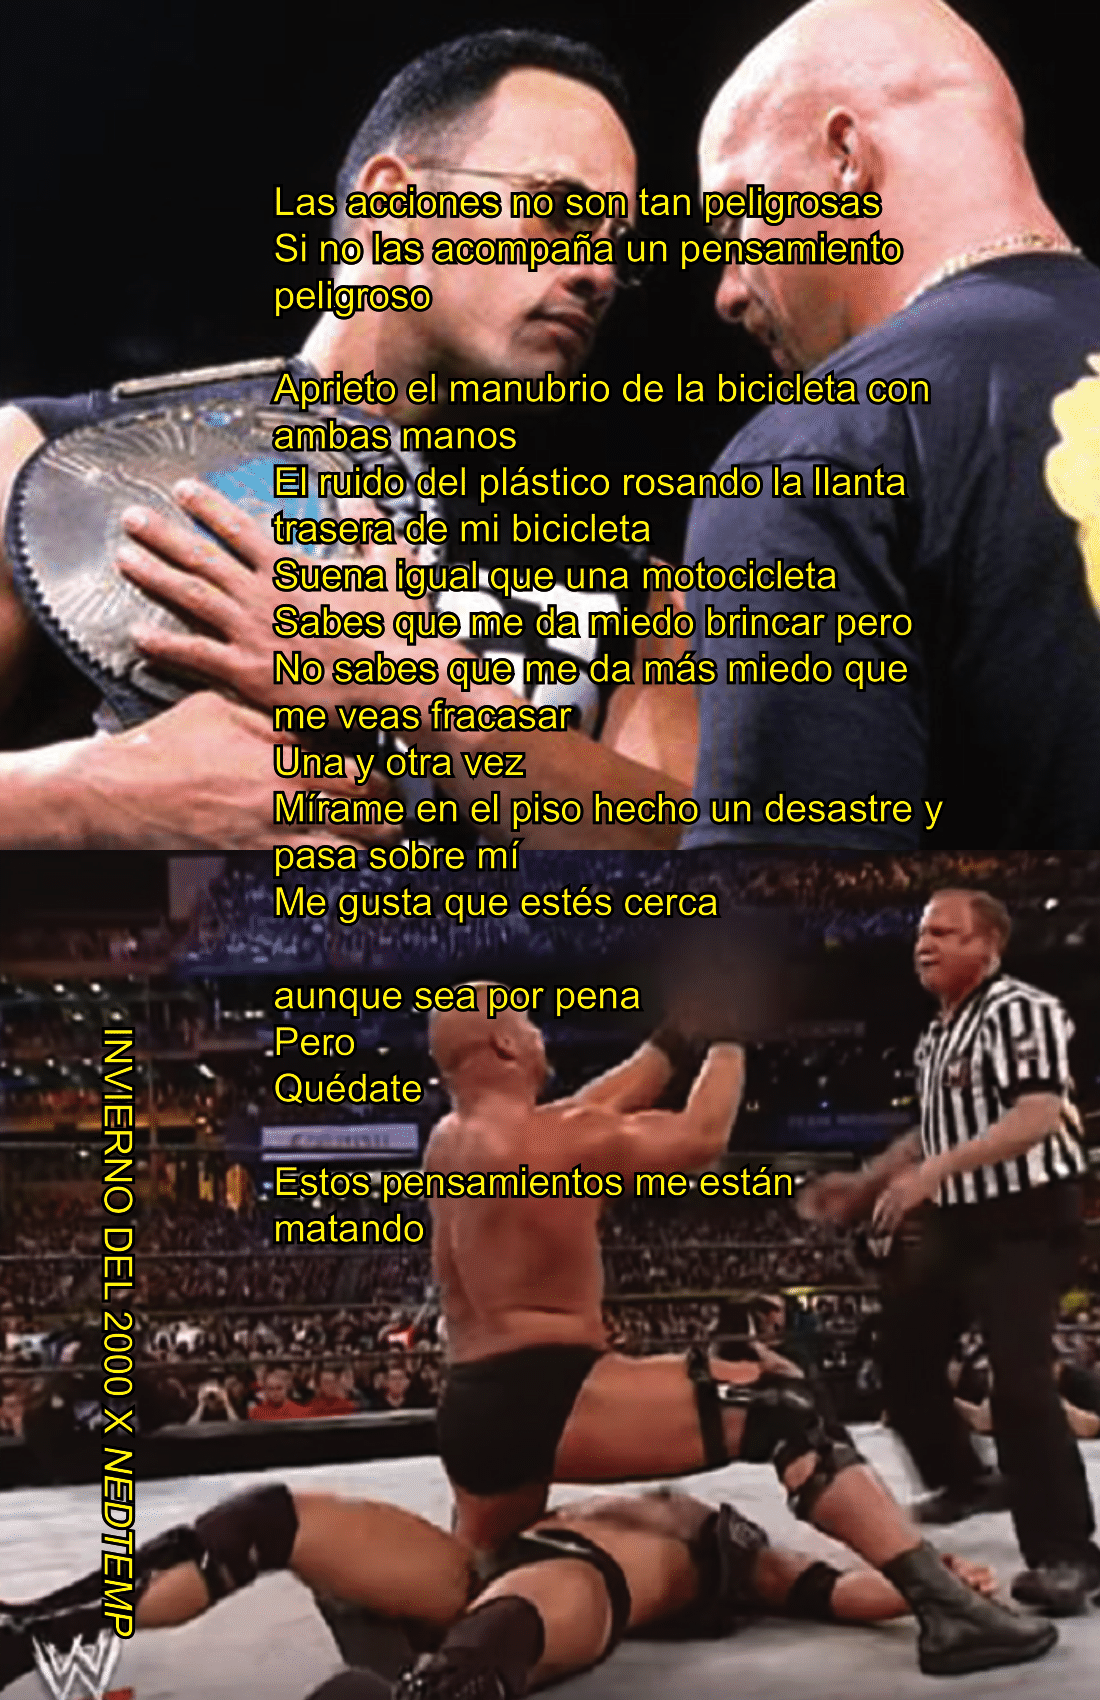 Las acciones no son tan peligrosas
Si no las acompaña un pensamiento
peligroso
Aprieto el manubrio de la bicicleta con
ambas manos
El ruido del plástico rosando la llanta
trasera de mi bicicleta
Suena igual que una motocicleta
Sabes que me da miedo brincar pero
No sabes que me da más miedo que
me veas fracasar
Una y otra vez
Mírame en el piso hecho un desastre y
pasa sobre mí
Me gusta que estés cerca
aunque sea por pena
Pero
Quédate
Estos pensamientos me están
matando
INVIERNO DEL 2000 X NEDTEMP
W